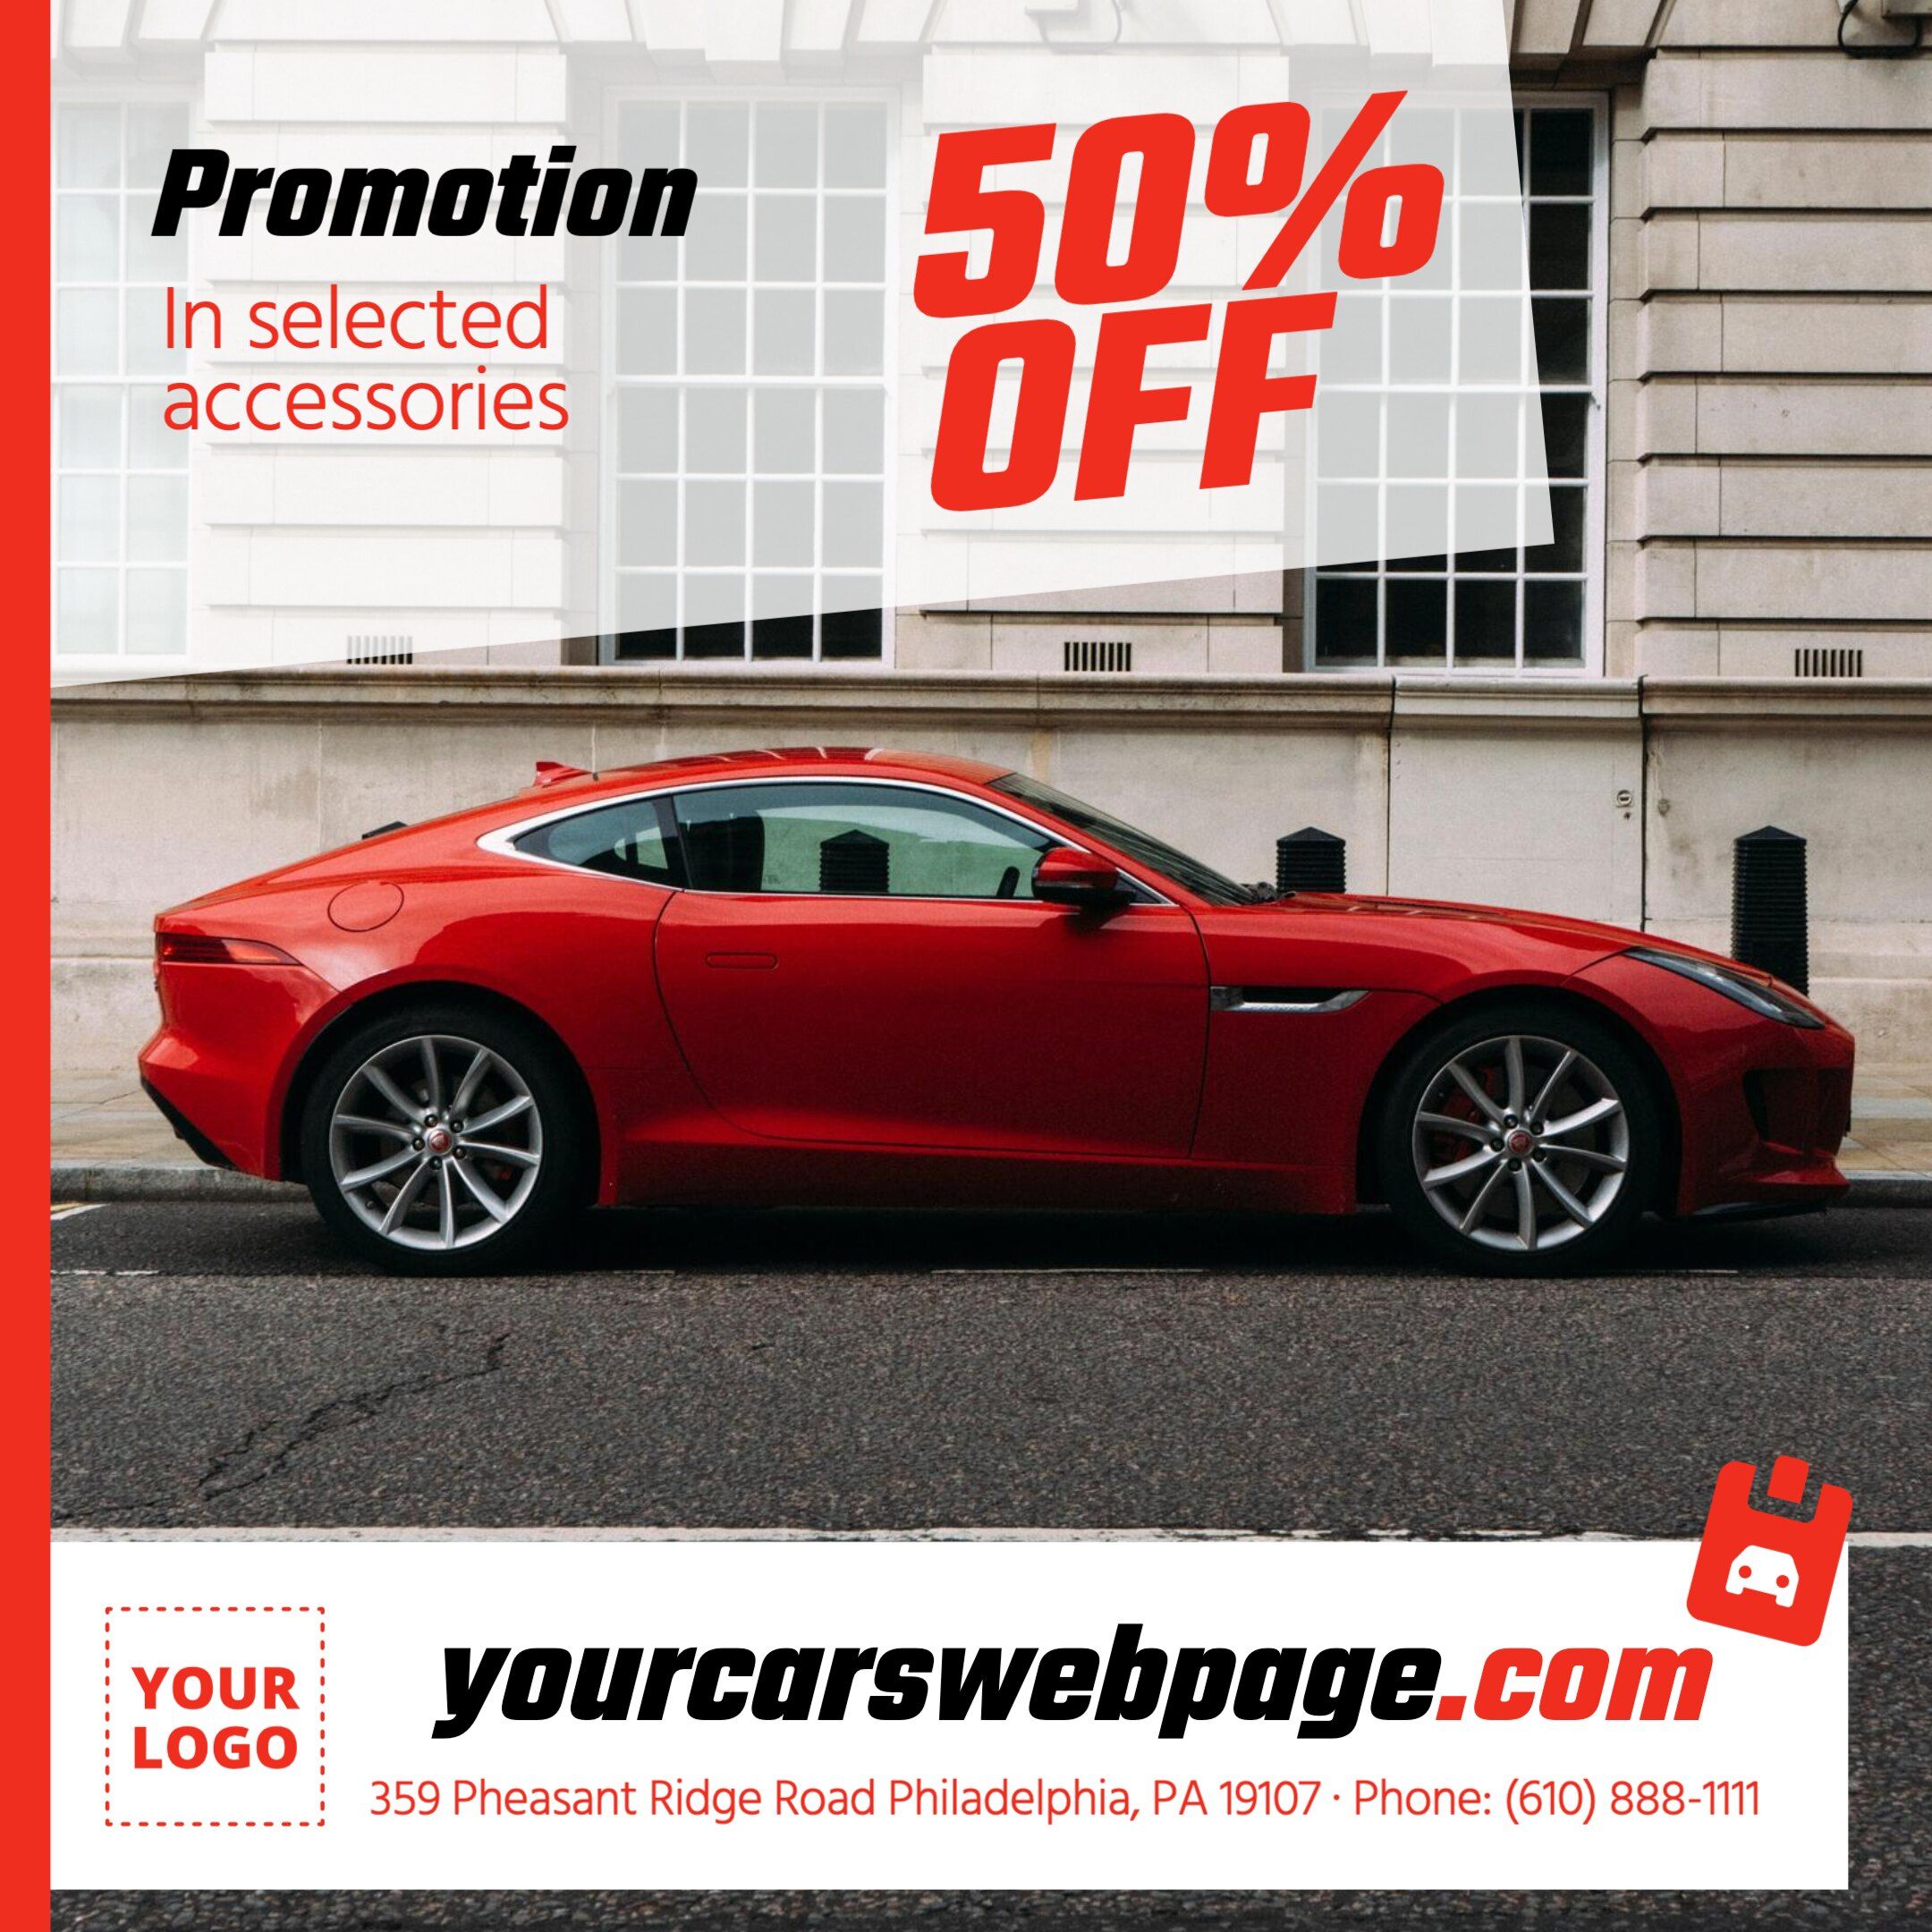 Promotion
In selected
accessories
50%
OFF
YOUR
LOGO
yourcarswebpage.com
359 Pheasant Ridge Road Philadelphia, PA 19107 · Phone: (610) 888-1111